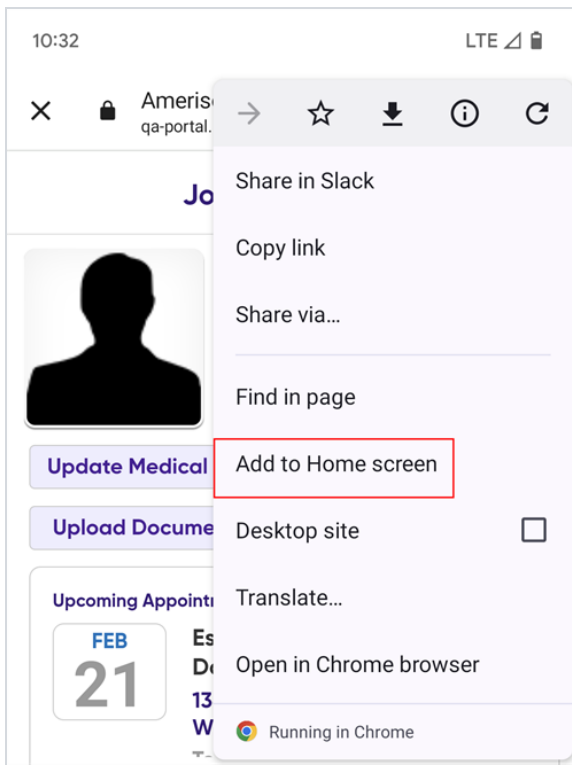 10:32
LTE
Ameris
qa-portal.
Jo
Share in Slack
Copy link
Share via…
Find in page
Update Medical
Add to Home screen
Upload Docume
Desktop site
Upcoming Appoint
Translate…
FEB
21
Es
Open in Chrome browser
13
W
Running in Chrome